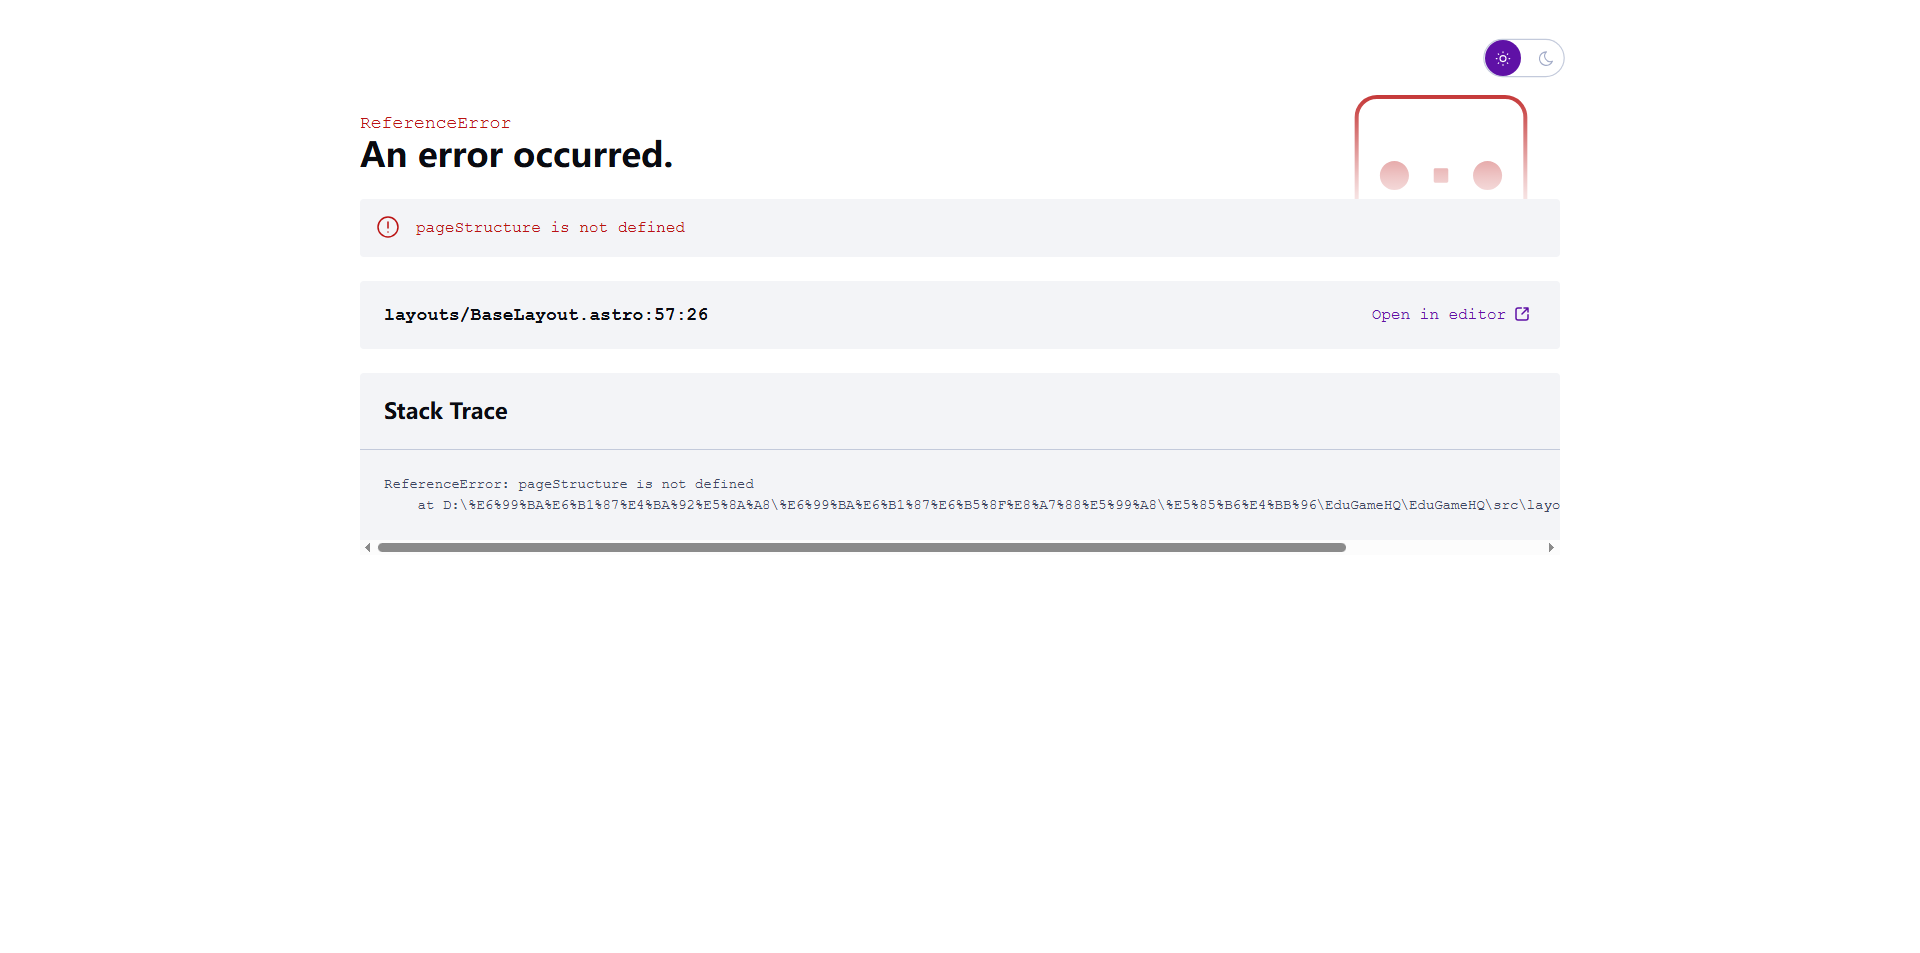 ReferenceError
An error occurred.
pageStructure is not defined
layouts/BaseLayout.astro:57:26
Open in editor
Stack Trace
ReferenceError: pageStructure is not defined
at D:\%E6%99%BA%E6%B1%87%E4%BA%92%E5%8A%A8\%E6%99%BA%E6%B1%87%E6%B5%8F%E8%A7%88%E5%99%A8\%E5%85%B6%E4%BB%96\EduGameHQ\EduGameHQ\src\layo